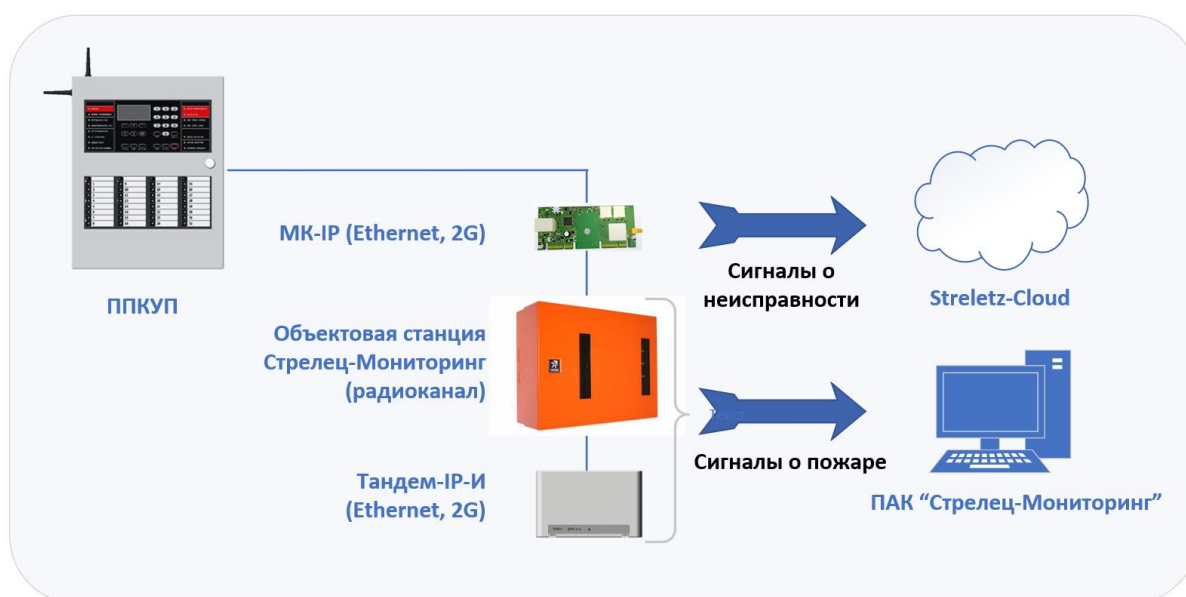 МК-IP (Ethernet, 2G)
ППКУП
Сигналы о
неисправности
Streletz-Cloud
Объектовая станция
Стрелец-Мониторинг
(радиоканал)
Текст
Сигналы о пожаре
ПАК “Стрелец-Мониторинг”
Тандем-IP-И
(Ethernet, 2G)